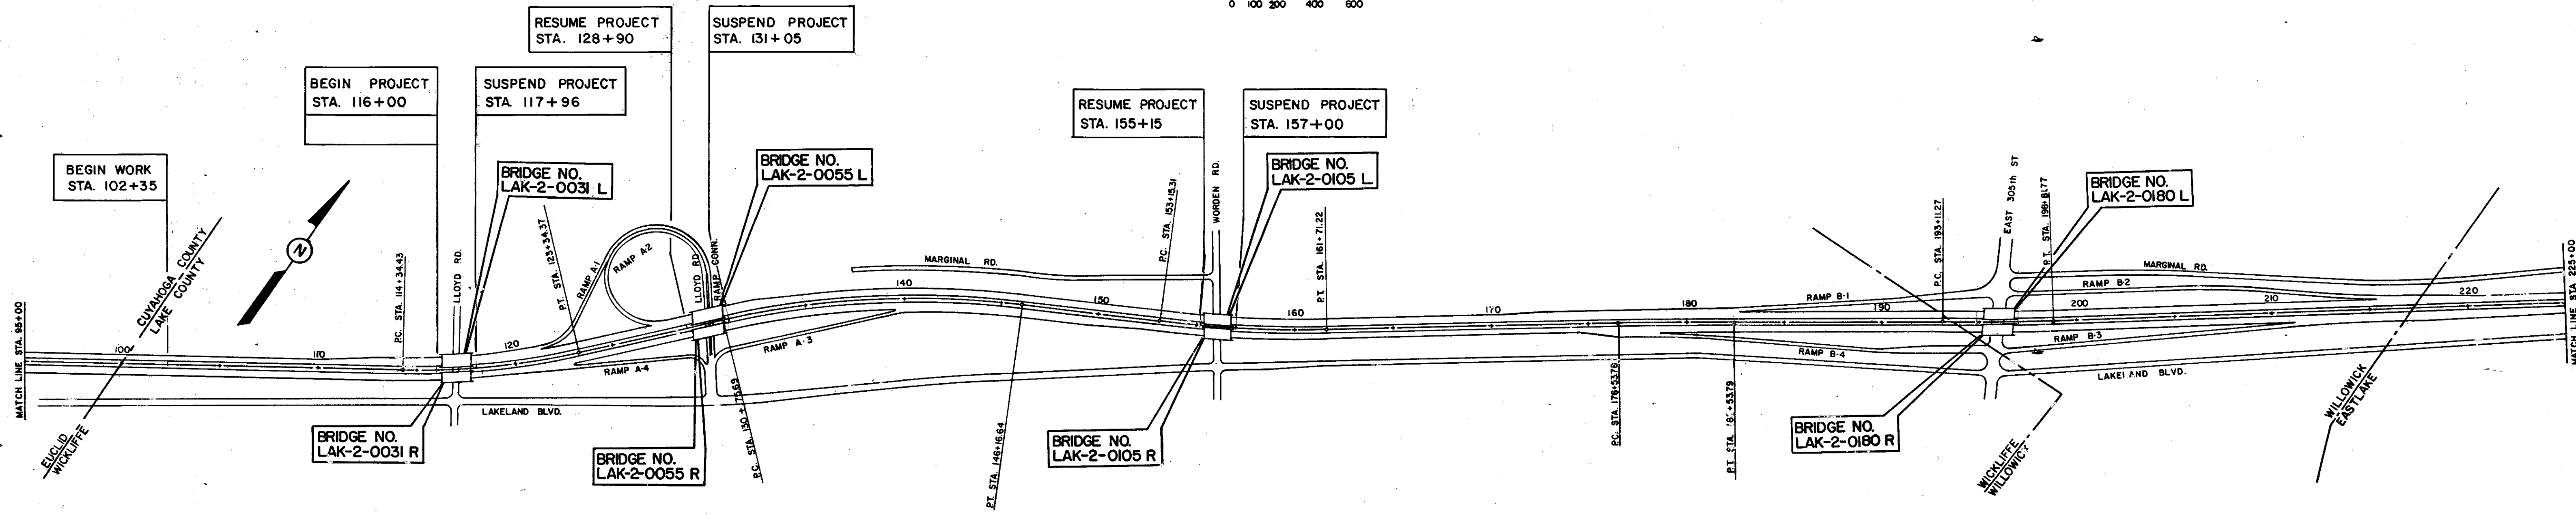 0 100 200 400 600
RESUME PROJECT
STA. 128+90
SUSPEND PROJECT
STA. 131+05
BEGIN PROJECT
STA. 116+00
SUSPEND PROJECT
STA. 117+96
RESUME PROJECT
STA. 155+15
SUSPEND PROJECT
STA. 157+00
BEGIN WORK
STA. 102+35
BRIDGE NO.
LAK-2-0031 L
BRIDGE NO.
LAK-2-0055 L
BRIDGE NO.
LAK-2-0105 L
BRIDGE NO.
LAK-2-0180 L
MATCH LINE STA. 95+00
CUYAHOGA COUNTY
LAKE COUNTY
N
P.C. STA. 114+34.43
LLOYD RD.
P.T. STA. 123+34.37
RAMP A-1
RAMP A-2
LLOYD RD.
RAMP CONN.
MARGINAL RD.
P.C. STA. 153+15.31
WORDEN RD.
P.T. STA. 161+71.22
P.C. STA. 193+11.27
EAST 305th ST
P.T. STA. 198+81.77
MARGINAL RD.
RAMP B-1
RAMP B-2
MATCH LINE STA 225+00
100
110
120
140
150
160
170
180
190
200
210
220
RAMP A-4
RAMP A-3
RAMP B-4
RAMP B-3
LAKELAND BLVD.
LAKELAND BLVD.
EUCLID
WICKLIFFE
BRIDGE NO.
LAK-2-0031 R
BRIDGE NO.
LAK-2-0055 R
P.C. STA. 130+75.69
P.T. STA. 146+16.64
BRIDGE NO.
LAK-2-0105 R
P.C. STA. 176+53.78
P.T. STA
+53.79
BRIDGE NO.
LAK-2-0180 R
WICKLIFFE
WILLOWICK
WILLOWICK
EASTLAKE